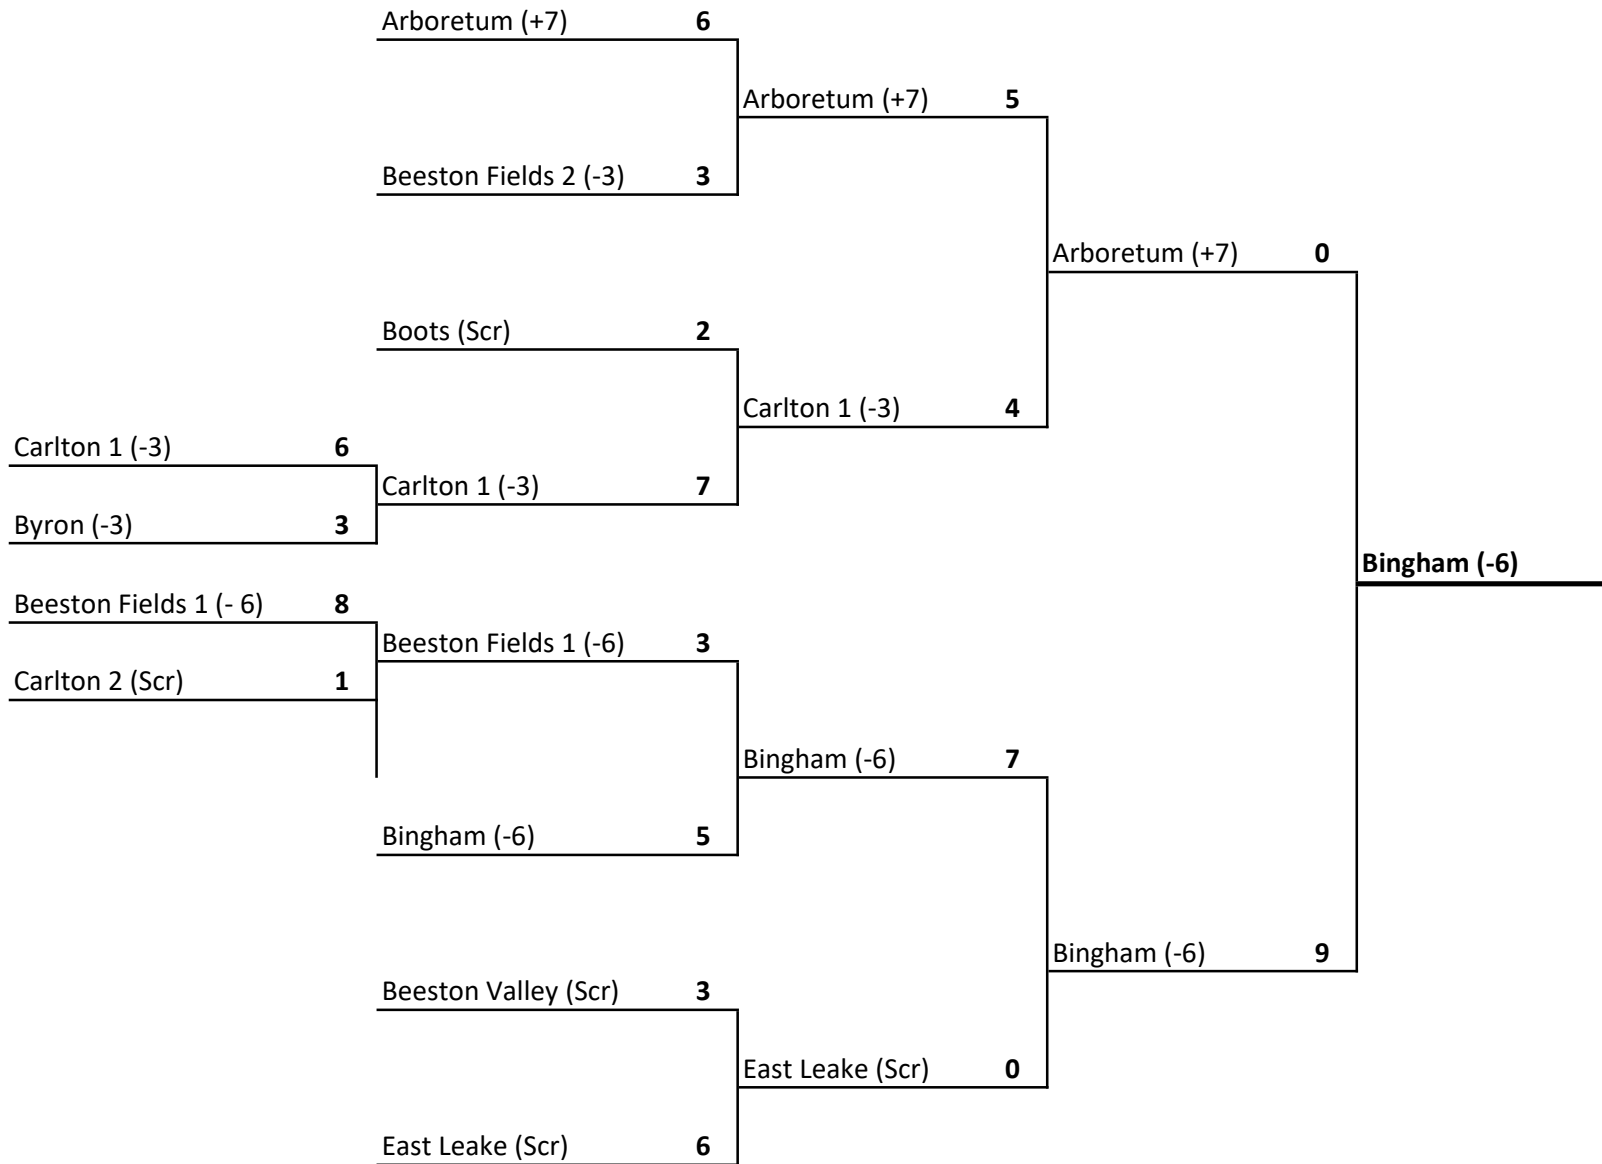 Arboretum (+7) 6
Arboretum (+7) 5
Beeston Fields 2 (-3) 3
Arboretum (+7) 0
Boots (Scr) 2
Carlton 1 (-3) 4
Carlton 1 (-3) 6
Carlton 1 (-3) 7
Byron (-3) 3
Bingham (-6)
Beeston Fields 1 (- 6) 8
Beeston Fields 1 (-6) 3
Carlton 2 (Scr) 1
Bingham (-6) 7
Bingham (-6) 5
Bingham (-6) 9
Beeston Valley (Scr) 3
East Leake (Scr) 0
East Leake (Scr) 6